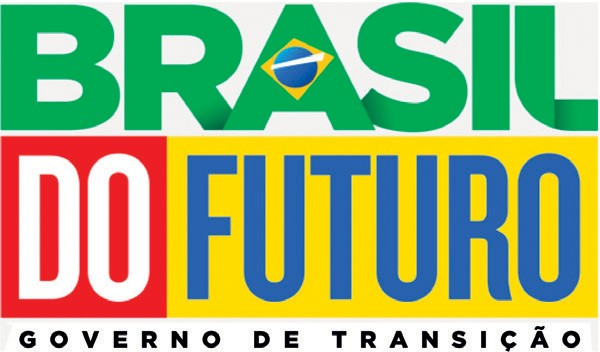 BRASIL
DO FUTURO
GOVERNO DE TRANSIÇÃO